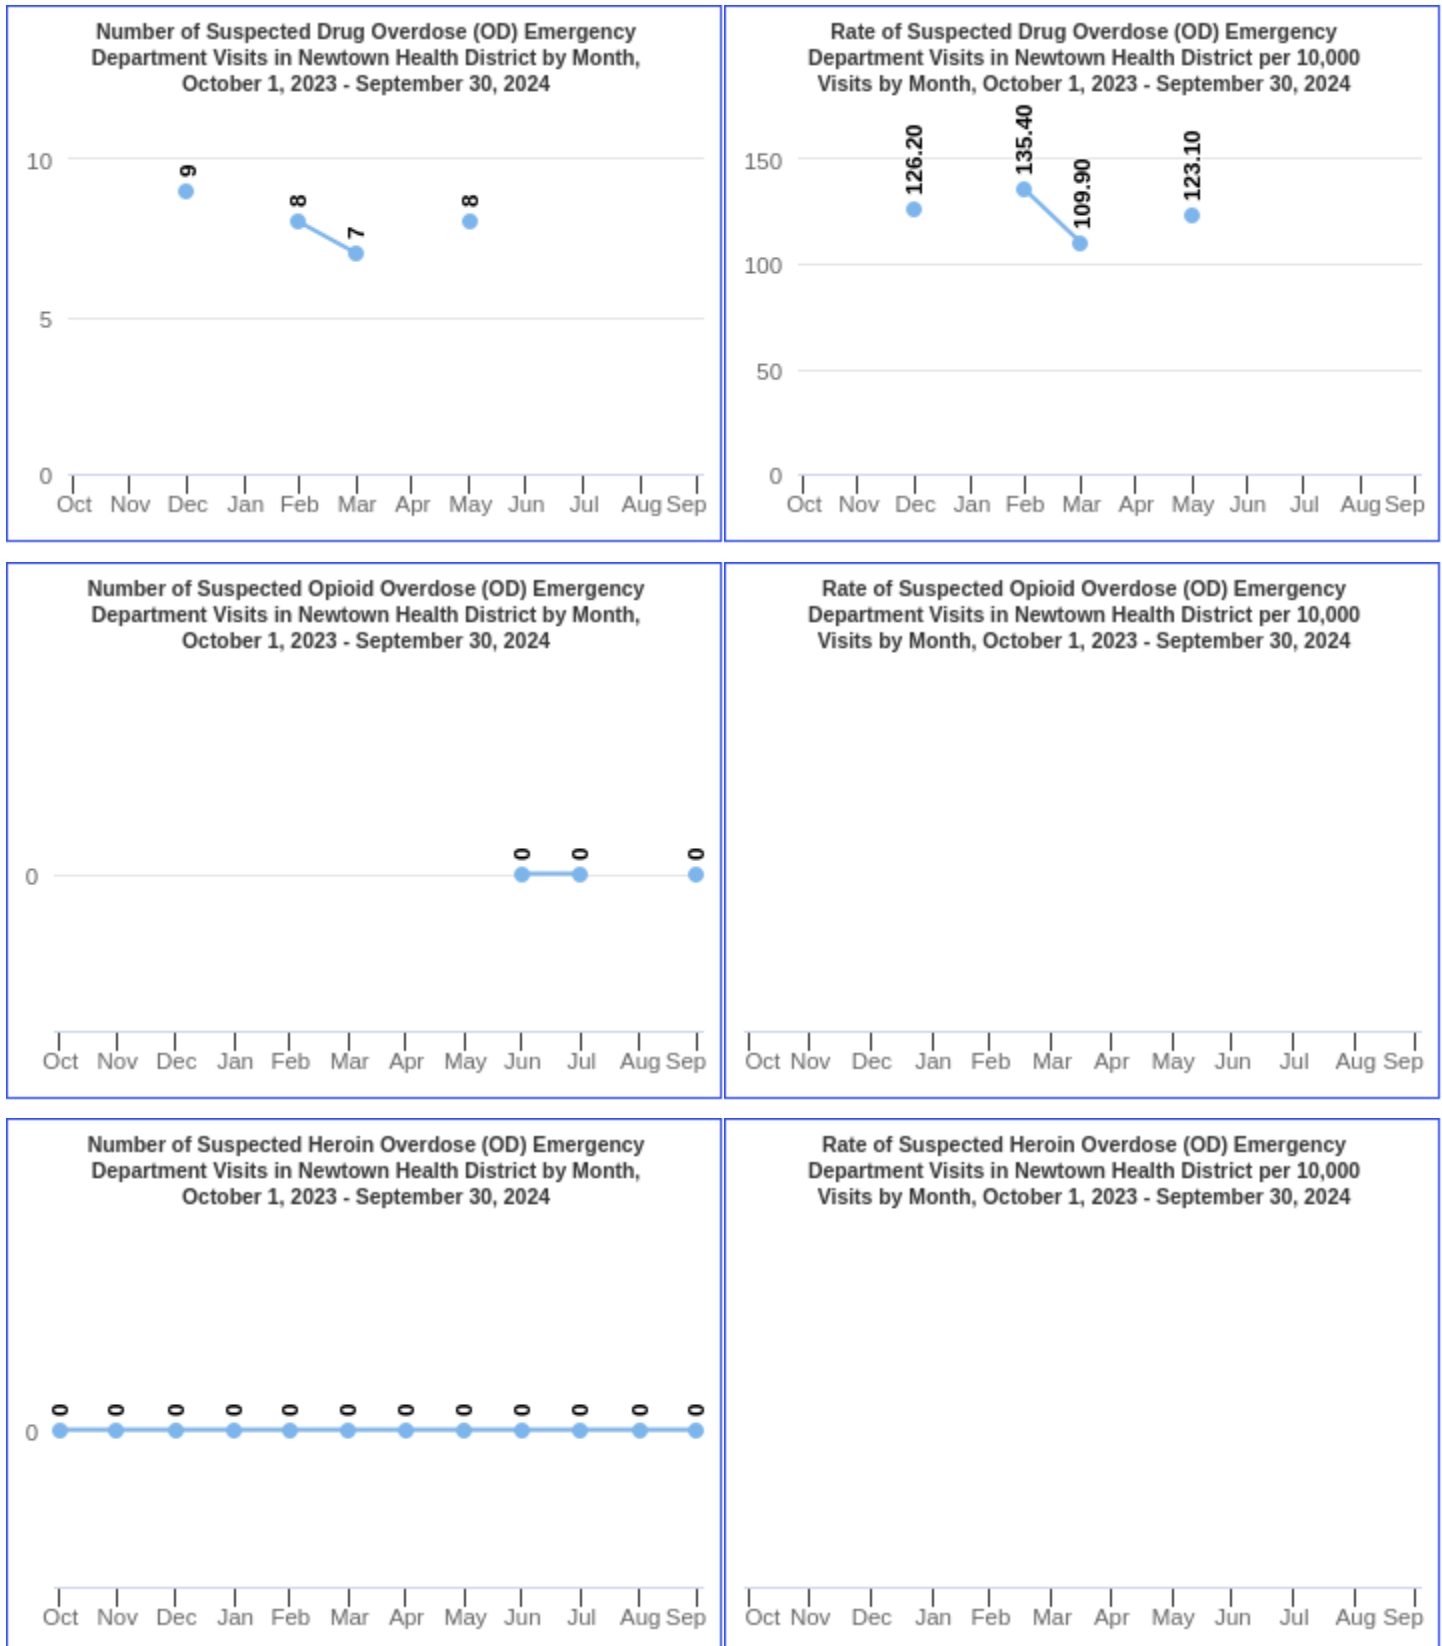 Number of Suspected Drug Overdose (OD) Emergency
Department Visits in Newtown Health District by Month,
October 1, 2023 - September 30, 2024
10
5
0
9
8
7
8
Oct Nov Dec Jan Feb Mar Apr May Jun Jul Aug Sep
Rate of Suspected Drug Overdose (OD) Emergency
Department Visits in Newtown Health District per 10,000
Visits by Month, October 1, 2023 - September 30, 2024
150
100
50
0
126.20
135.40
109.90
123.10
Oct Nov Dec Jan Feb Mar Apr May Jun Jul Aug Sep
Number of Suspected Opioid Overdose (OD) Emergency
Department Visits in Newtown Health District by Month,
October 1, 2023 - September 30, 2024
0
0 0 0
Oct Nov Dec Jan Feb Mar Apr May Jun Jul Aug Sep
Rate of Suspected Opioid Overdose (OD) Emergency
Department Visits in Newtown Health District per 10,000
Visits by Month, October 1, 2023 - September 30, 2024
Oct Nov Dec Jan Feb Mar Apr May Jun Jul Aug Sep
Number of Suspected Heroin Overdose (OD) Emergency
Department Visits in Newtown Health District by Month,
October 1, 2023 - September 30, 2024
0
0 0 0 0 0 0 0 0 0 0 0 0
Oct Nov Dec Jan Feb Mar Apr May Jun Jul Aug Sep
Rate of Suspected Heroin Overdose (OD) Emergency
Department Visits in Newtown Health District per 10,000
Visits by Month, October 1, 2023 - September 30, 2024
Oct Nov Dec Jan Feb Mar Apr May Jun Jul Aug Sep